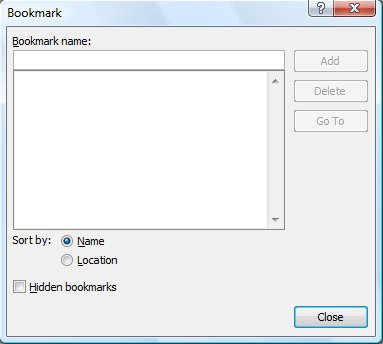 Bookmark
Bookmark name:
Add
Delete
Go To
Sort by: Name
Location
Hidden bookmarks
Close